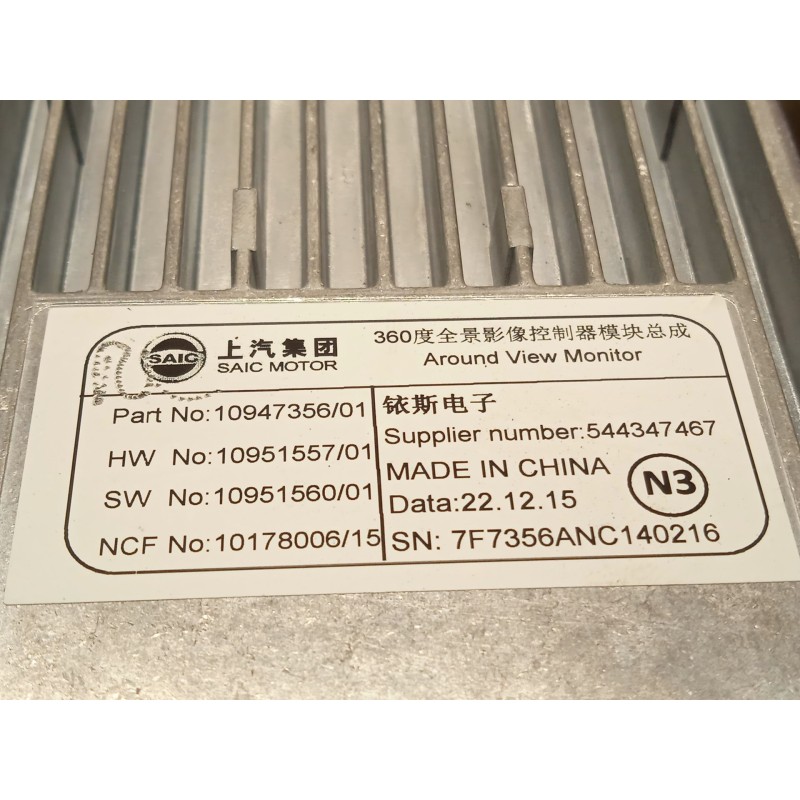 SAIC 上汽集团
SAIC MOTOR
360度全景影像控制器模块总成
Around View Monitor
Part No:10947356/01
HW No:10951557/01
SW No:10951560/01
NCF No:10178006/15
铱斯电子
Supplier number:544347467
MADE IN CHINA
Data:22.12.15
N3
SN: 7F7356ANC140216